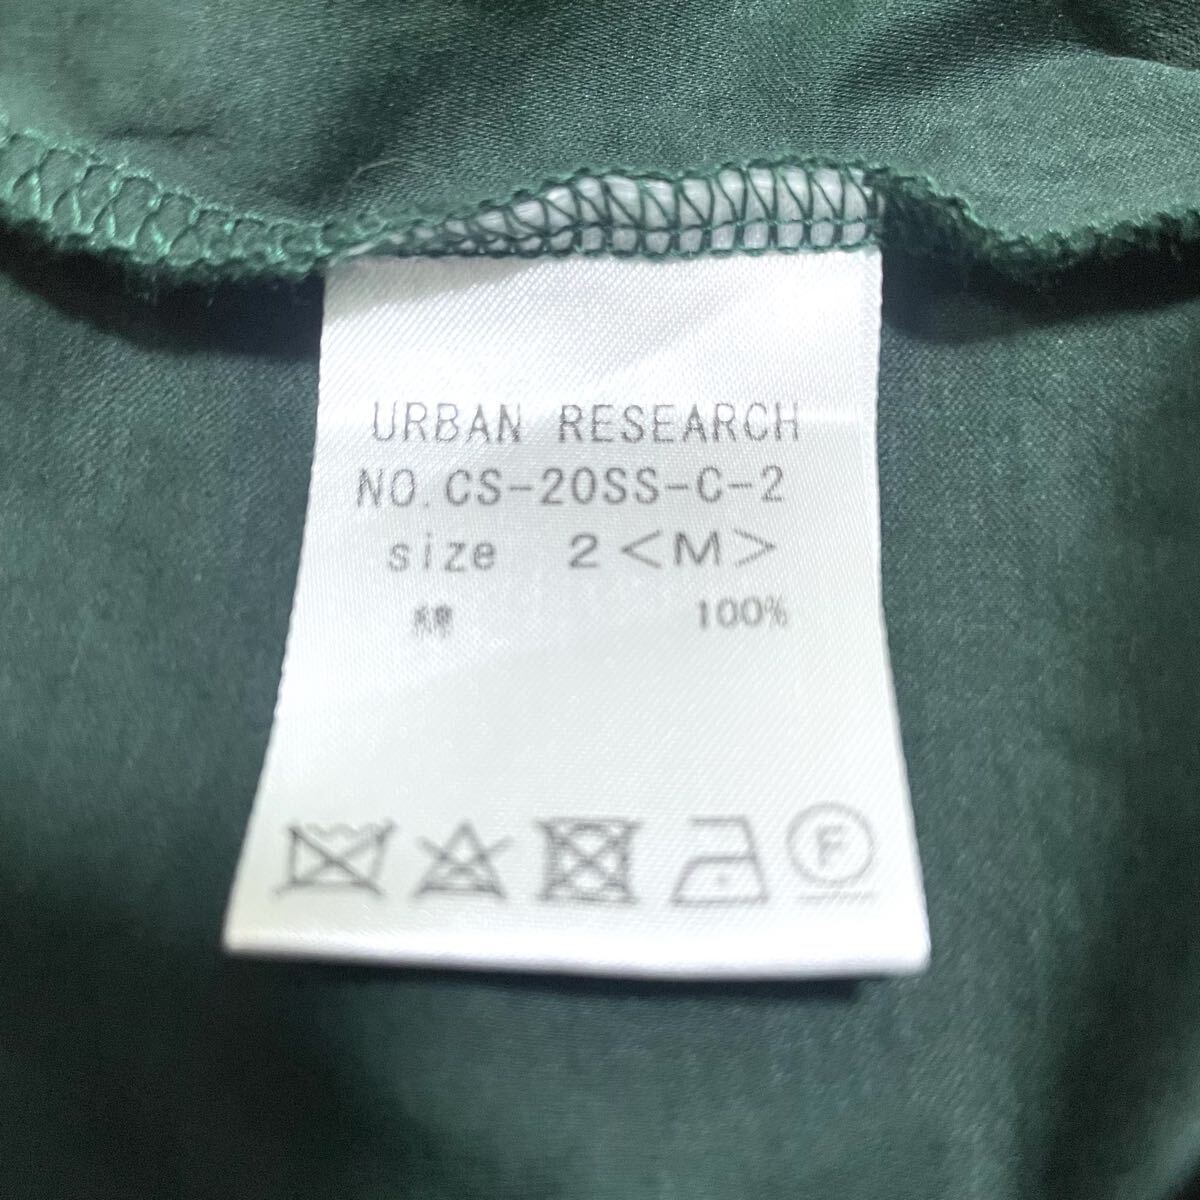 URBAN RESEARCH
NO.CS-20SS-C-2
size 2<M>
綿 100%
F